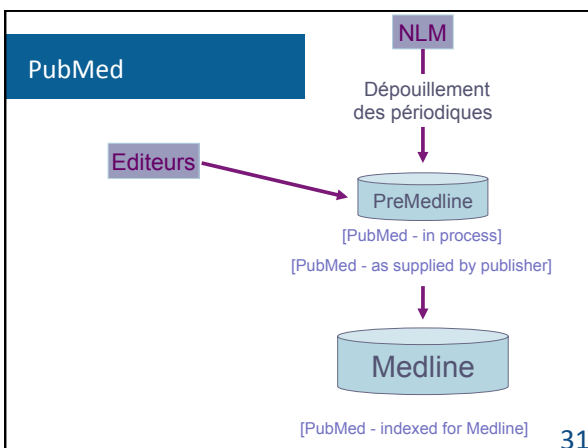 PubMed
NLM
Dépouillement
des périodiques
Editeurs
PreMedline
[PubMed - in process]
[PubMed - as supplied by publisher]
Medline
[PubMed - indexed for Medline]
31